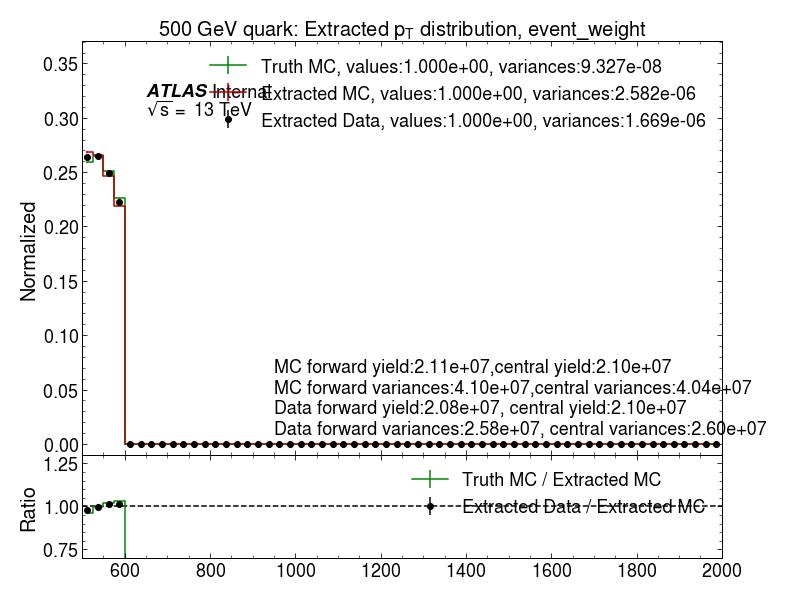 500 GeV quark: Extracted pT distribution, event_weight
Truth MC, values:1.000e+00, variances:9.327e-08
ATLAS Internal
Extracted MC, values:1.000e+00, variances:2.582e-06
√s = 13 TeV
Extracted Data, values:1.000e+00, variances:1.669e-06
0.35
0.30
0.25
0.20
0.15
0.10
0.05
0.00
Normalized
MC forward yield:2.11e+07,central yield:2.10e+07
MC forward variances:4.10e+07,central variances:4.04e+07
Data forward yield:2.08e+07, central yield:2.10e+07
Data forward variances:2.58e+07, central variances:2.60e+07
1.25
1.00
0.75
Ratio
Truth MC / Extracted MC
Extracted Data / Extracted MC
600 800 1000 1200 1400 1600 1800 2000